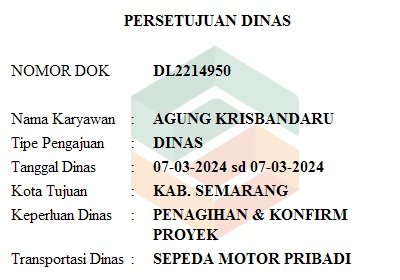 PERSETUJUAN DINAS
NOMOR DOK DL2214950
Nama Karyawan : AGUNG KRISBANDARU
Tipe Pengajuan : DINAS
Tanggal Dinas : 07-03-2024 sd 07-03-2024
Kota Tujuan : KAB. SEMARANG
Keperluan Dinas : PENAGIHAN & KONFIRM
PROYEK
Transportasi Dinas : SEPEDA MOTOR PRIBADI